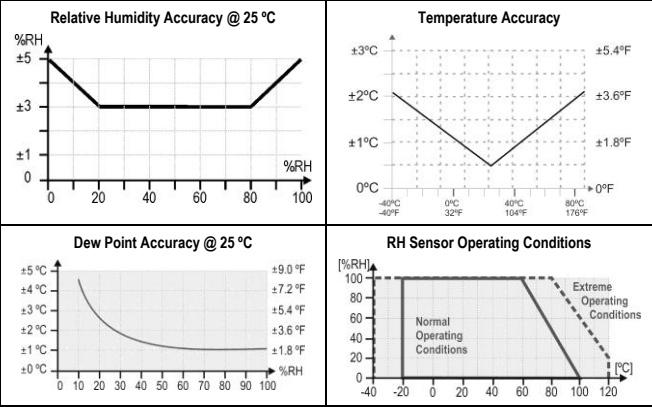 Relative Humidity Accuracy @ 25 ºC
%RH
±5
±3
±1
0
%RH
0 20 40 60 80 100
Temperature Accuracy
±3ºC ±5.4ºF
±2ºC ±3.6ºF
±1ºC ±1.8ºF
0ºC 0ºF
-40ºC 0ºC 40ºC 80ºC
-40ºF 32ºF 104ºF 176ºF
Dew Point Accuracy @ 25 ºC
±5 ºC ±9.0 ºF
±4 ºC ±7.2 ºF
±3 ºC ±5.4 ºF
±2 ºC ±3.6 ºF
±1 ºC ±1.8 ºF
±0 ºC %RH
0 10 20 30 40 50 60 70 80 90 100
RH Sensor Operating Conditions
[%RH]
100
80
60
40
20
0
Extreme
Operating
Conditions
Normal
Operating
Conditions
[ºC]
-40 -20 0 20 40 60 80 100 120